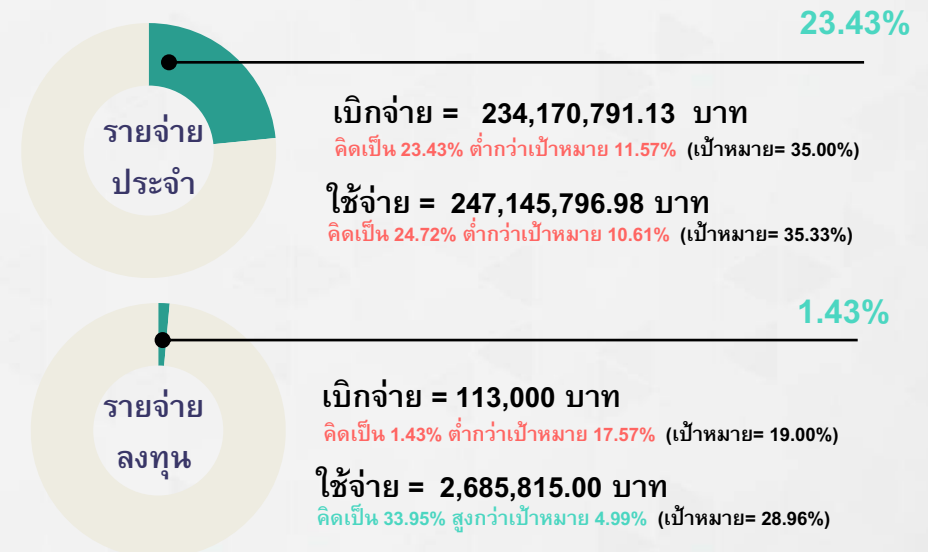 23.43%
รายจ่าย
ประจำ
เบิกจ่าย = 234,170,791.13 บาท
คิดเป็น 23.43% ต่ำกว่าเป้าหมาย 11.57% (เป้าหมาย= 35.00%)
ใช้จ่าย = 247,145,796.98 บาท
คิดเป็น 24.72% ต่ำกว่าเป้าหมาย 10.61% (เป้าหมาย= 35.33%)
1.43%
รายจ่าย
ลงทุน
เบิกจ่าย = 113,000 บาท
คิดเป็น 1.43% ต่ำกว่าเป้าหมาย 17.57% (เป้าหมาย= 19.00%)
ใช้จ่าย = 2,685,815.00 บาท
คิดเป็น 33.95% สูงกว่าเป้าหมาย 4.99% (เป้าหมาย= 28.96%)